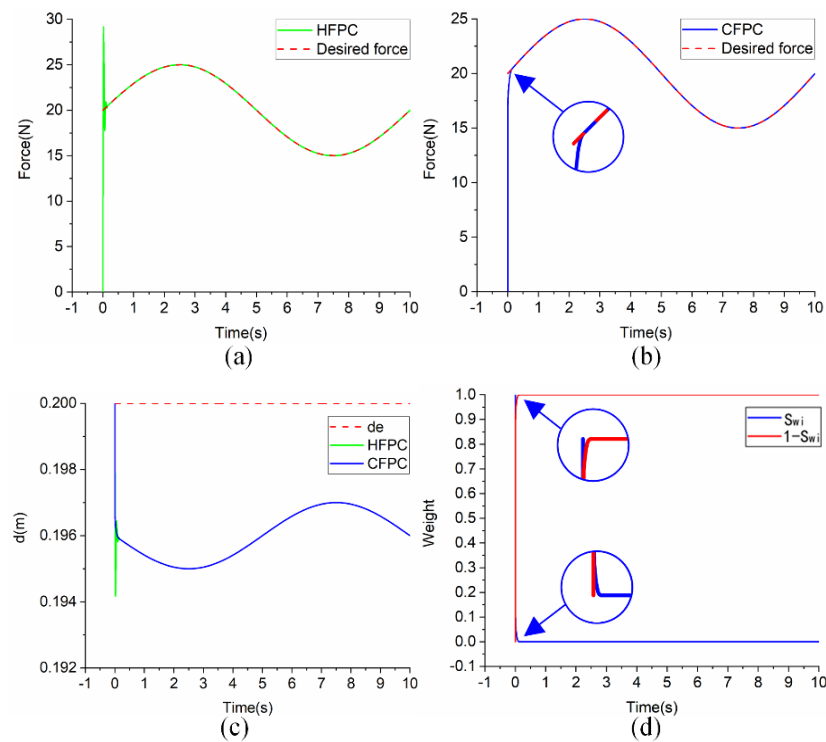 HFPC
Desired force
30
25
20
15
10
5
0
Force(N)
-1 0 1 2 3 4 5 6 7 8 9 10
Time(s)
(a)
CFPC
Desired force
25
20
15
10
5
0
Force(N)
-1 0 1 2 3 4 5 6 7 8 9 10
Time(s)
(b)
0.200
0.198
0.196
0.194
0.192
d(m)
de
HFPC
CFPC
-1 0 1 2 3 4 5 6 7 8 9 10
Time(s)
(c)
1.0
0.9
0.8
0.7
0.6
0.5
0.4
0.3
0.2
0.1
0.0
-0.1
Weight
Swi
1-Swi
-1 0 1 2 3 4 5 6 7 8 9 10
Time(s)
(d)